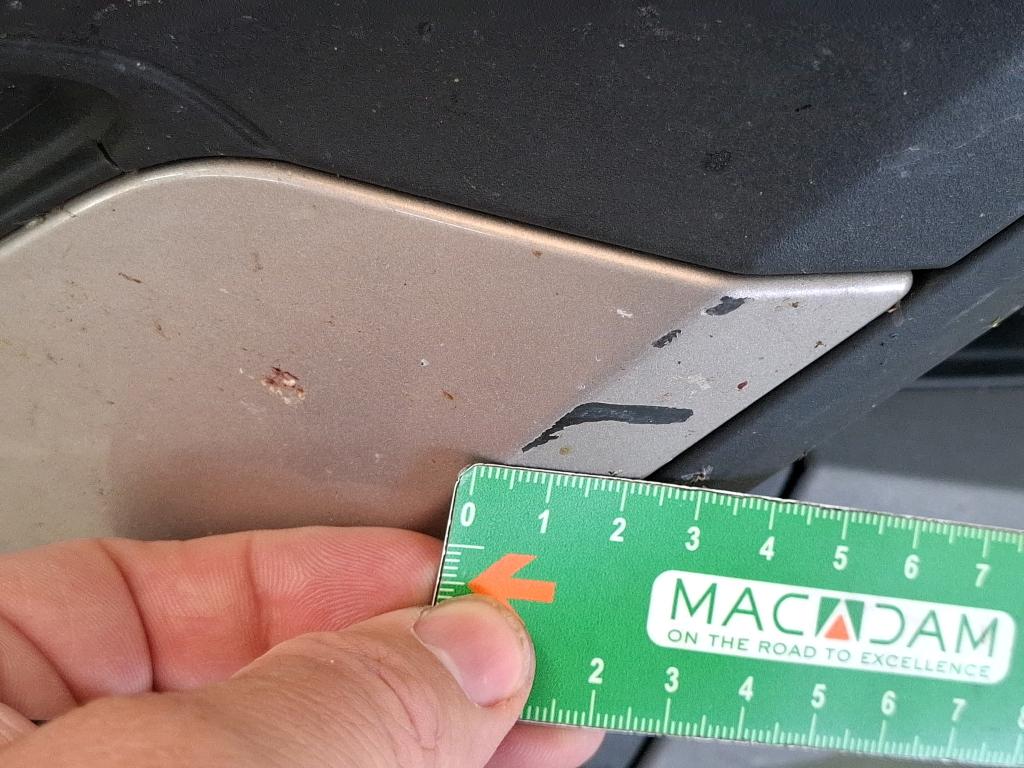 0 1 2 3 4 5 6 7
MACADAM
ON THE ROAD TO EXCELLENCE
2 3 4 5 6 7